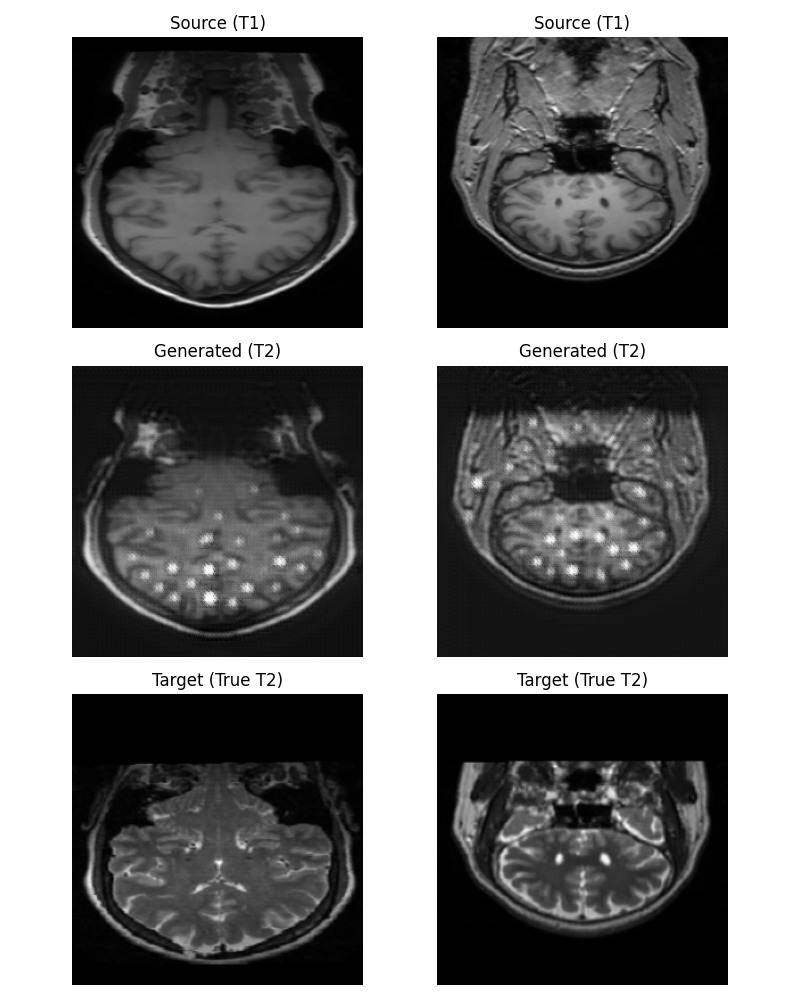 Source (T1)
Source (T1)
Generated (T2)
Generated (T2)
Target (True T2)
Target (True T2)